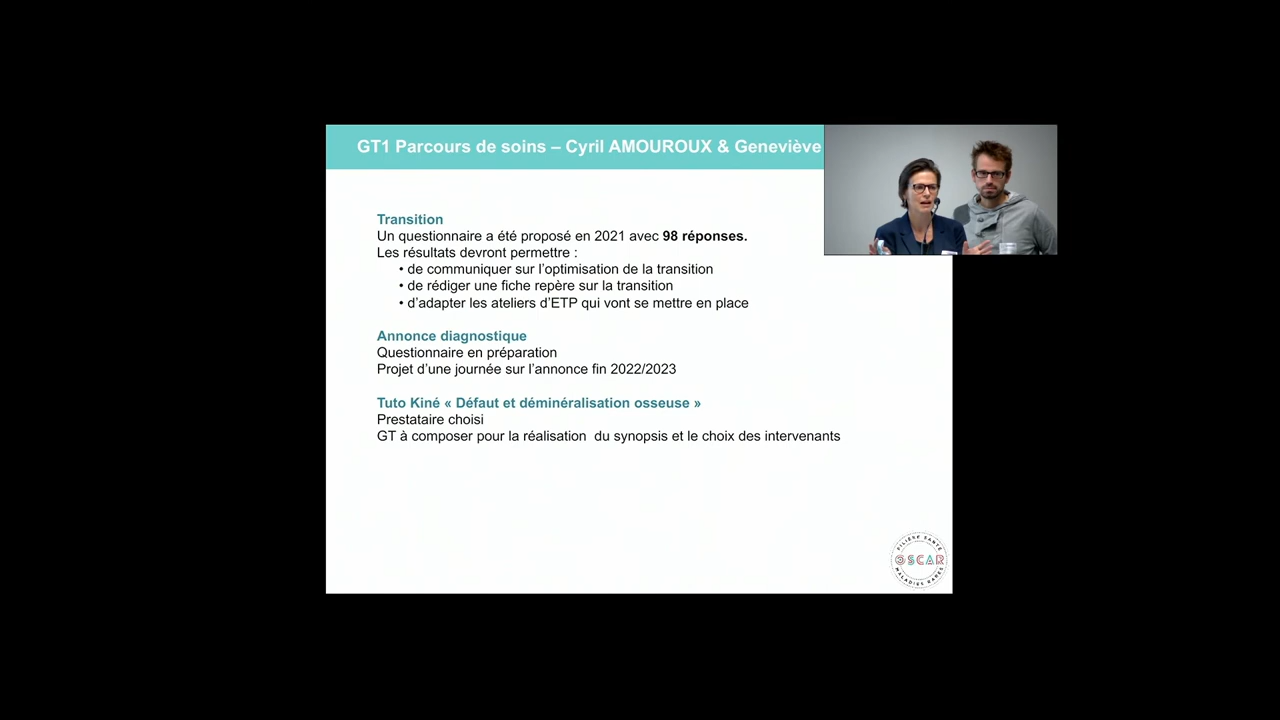 GT1 Parcours de soins – Cyril AMOUROUX & Geneviève
Transition
Un questionnaire a été proposé en 2021 avec 98 réponses.
Les résultats devront permettre :
• de communiquer sur l’optimisation de la transition
• de rédiger une fiche repère sur la transition
• d’adapter les ateliers d’ETP qui vont se mettre en place
Annonce diagnostique
Questionnaire en préparation
Projet d’une journée sur l’annonce fin 2022/2023
Tuto Kiné « Défaut et déminéralisation osseuse »
Prestataire choisi
GT à composer pour la réalisation  du synopsis et le choix des intervenants
FILIÈRE SANTÉ
OSCAR
MALADIES RARES